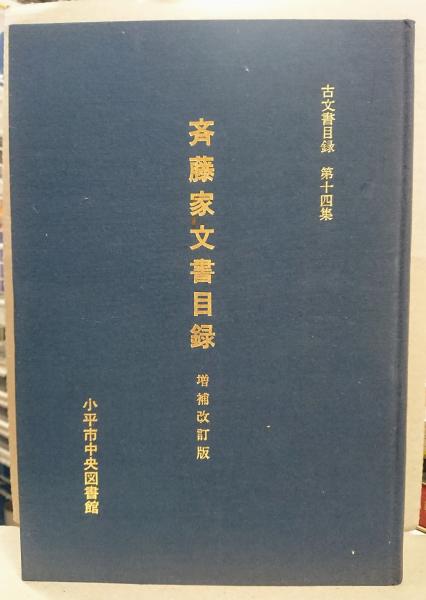 古文書目録 第十四集
斉藤家文書目録 増補改訂版
小平市中央図書館